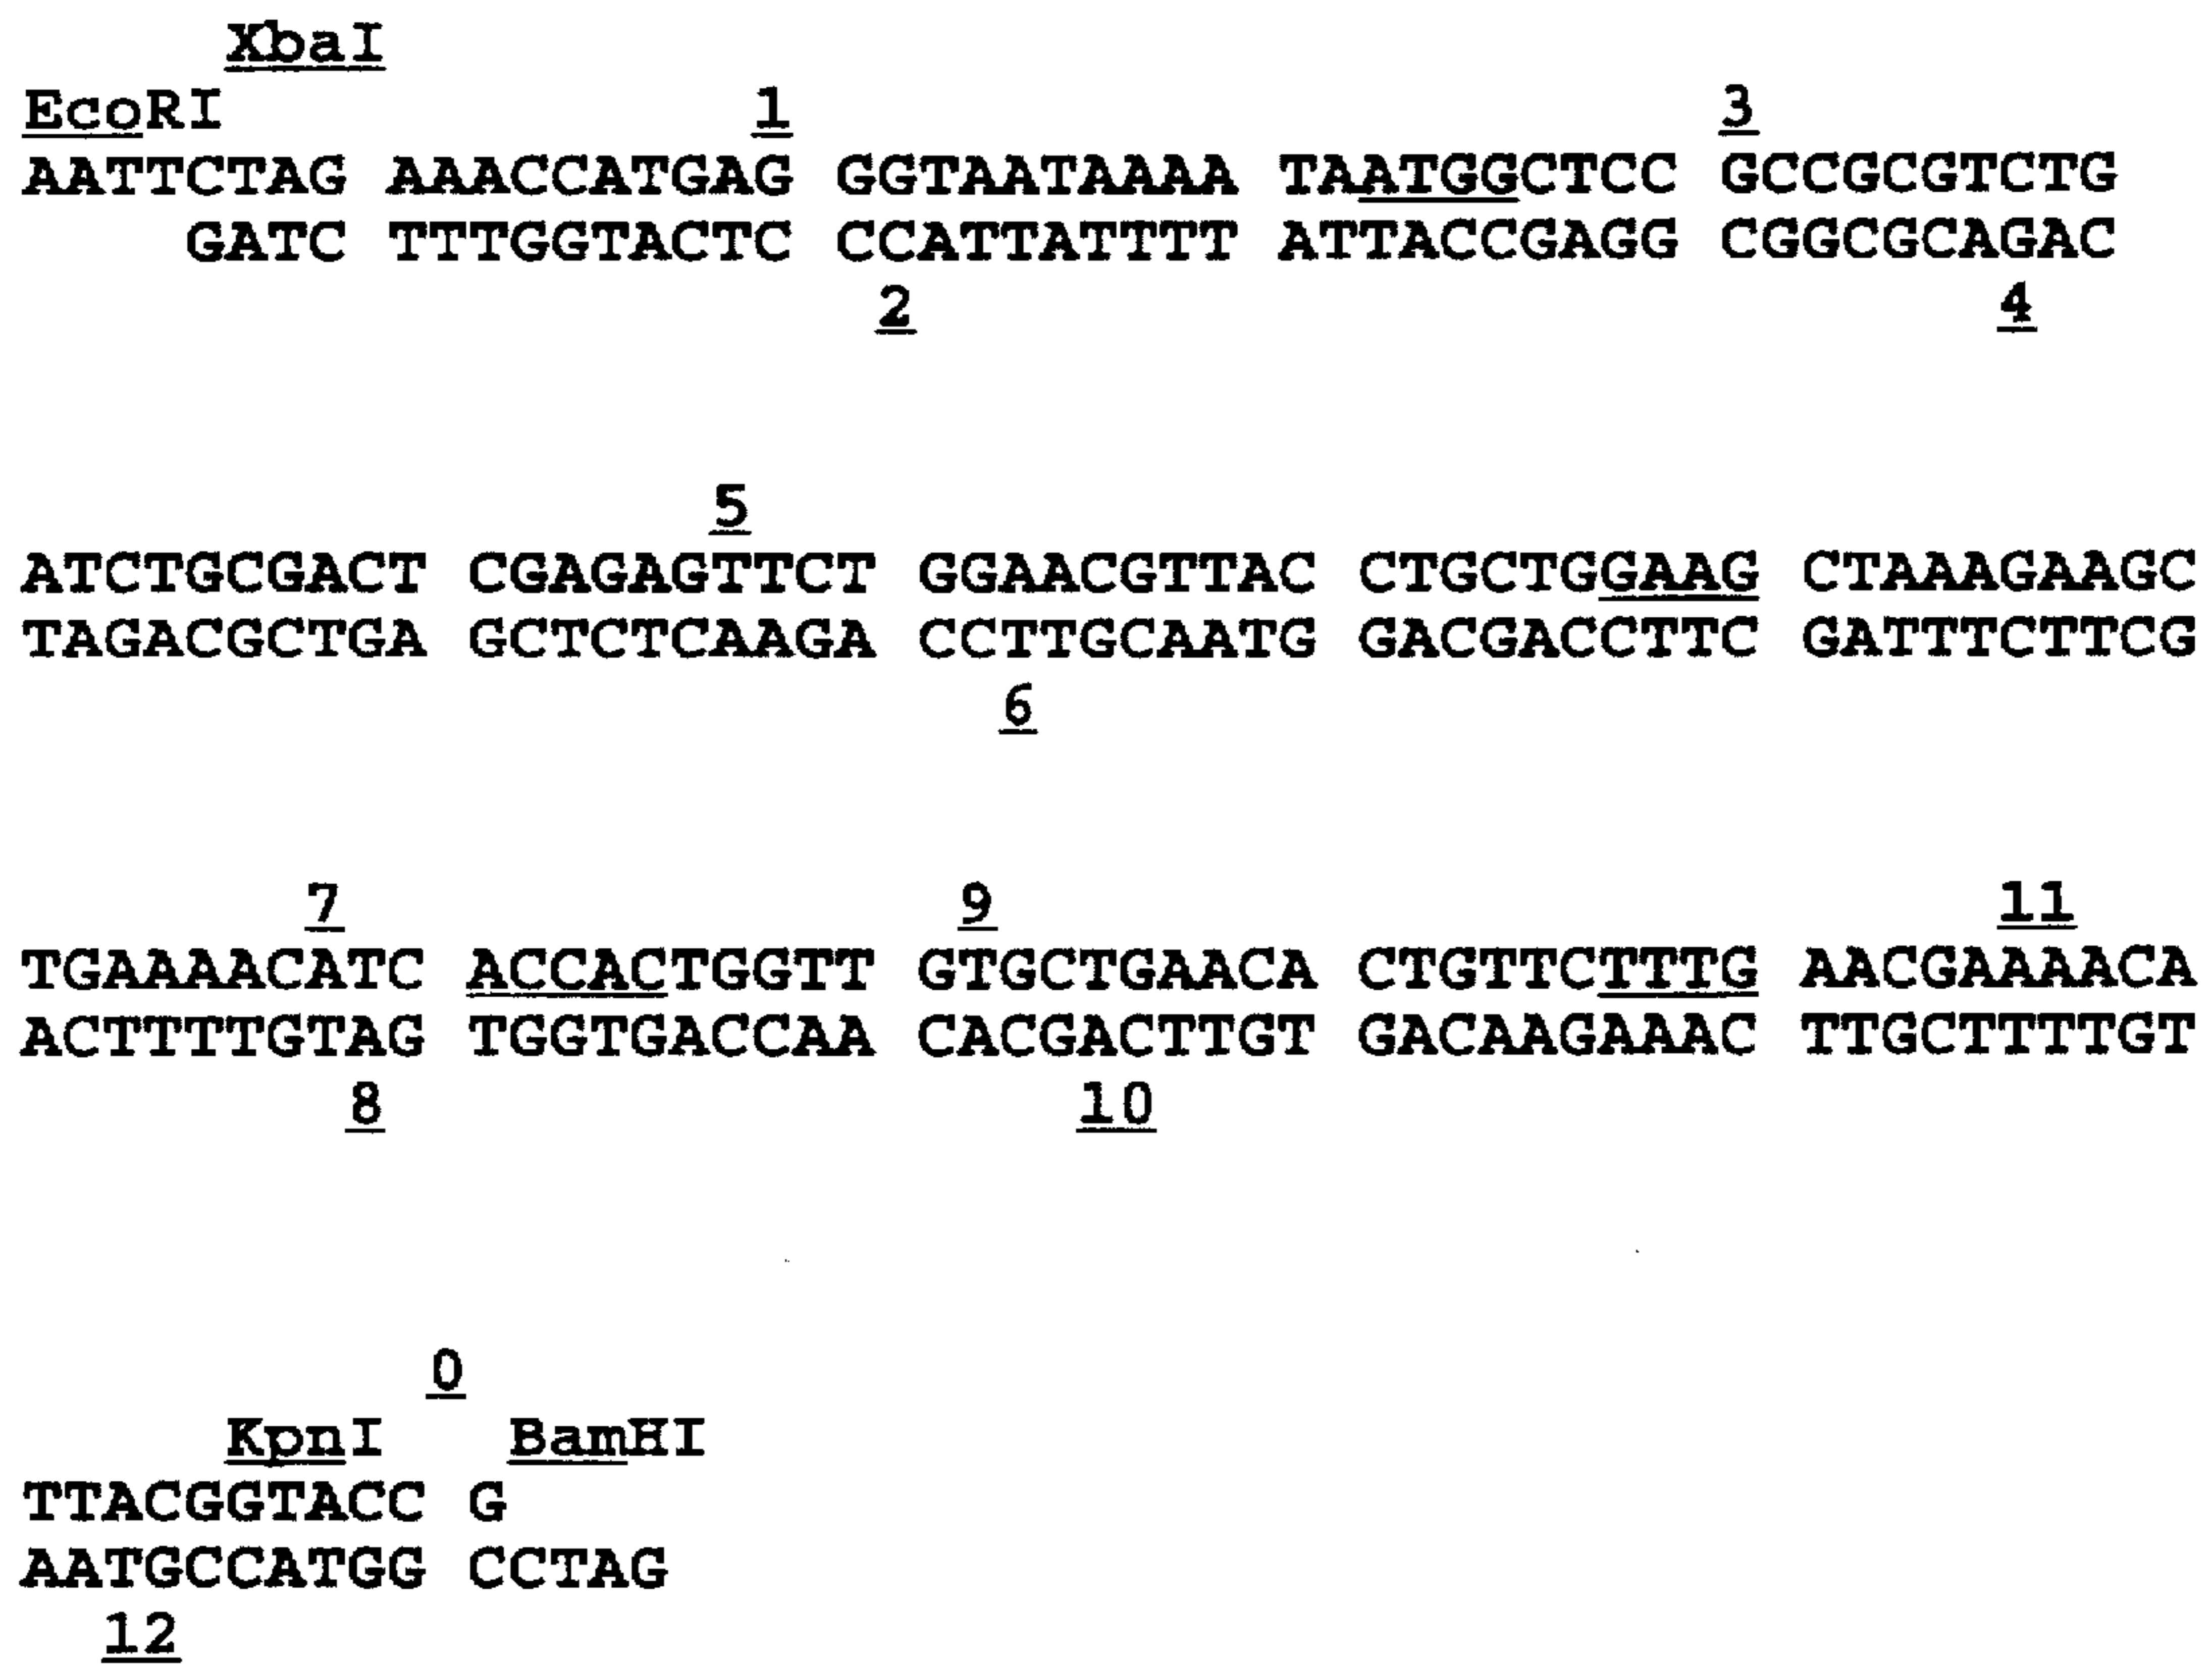 XbaI
EcoRI 1 3
AATTCTAG AAACCATGAG GGTAATAAAA TAATGGCTCC GCCGCGTCTG
GATC TTTGGTACTC CCATTATTTT ATTACCGAGG CGGCGCAGAC
2 4
5
ATCTGCGACT CGAGAGTTCT GGAACGTTAC CTGCTGGAAG CTAAAGAAGC
TAGACGCTGA GCTCTCAAGA CCTTGCAATG GACGACCTTC GATTTCTTCG
6
7 9 11
TGAAAACATC ACCACTGGTT GTGCTGAACA CTGTTCTTTG AACGAAAACA
ACTTTTGTAG TGGTGACCAA CACGACTTGT GACAAGAAAC TTGCTTTTGT
8 10
0
KpnI BamHI
TTACGGTACC G
AATGCCATGG CCTAG
12